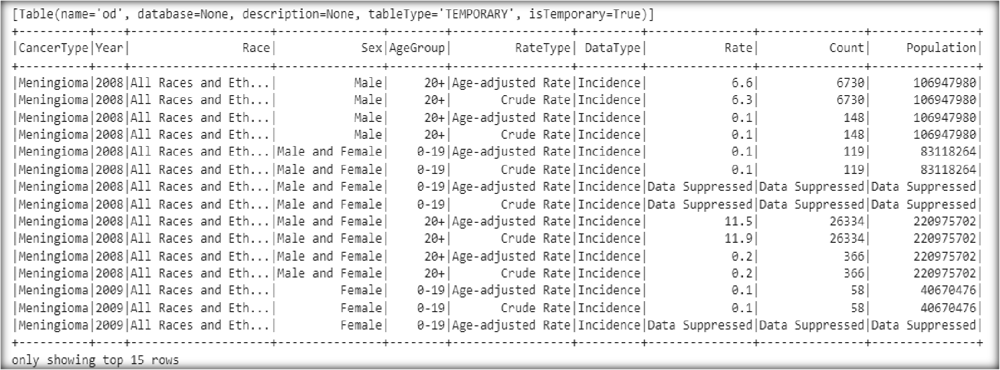 [Table(name='od', database=None, description=None, tableType='TEMPORARY', isTemporary=True)]
+----------+----+--------------------+---------------+--------+-----------------+---------+---------------+---------------+---------------+
|CancerType|Year|                Race|            Sex|AgeGroup|         RateType| DataType|           Rate|          Count|     Population|
+----------+----+--------------------+---------------+--------+-----------------+---------+---------------+---------------+---------------+
|Meningioma|2008|All Races and Eth...|           Male|     20+|Age-adjusted Rate|Incidence|            6.6|           6730|      106947980|
|Meningioma|2008|All Races and Eth...|           Male|     20+|       Crude Rate|Incidence|            6.3|           6730|      106947980|
|Meningioma|2008|All Races and Eth...|           Male|     20+|Age-adjusted Rate|Incidence|            0.1|            148|      106947980|
|Meningioma|2008|All Races and Eth...|           Male|     20+|       Crude Rate|Incidence|            0.1|            148|      106947980|
|Meningioma|2008|All Races and Eth...|Male and Female|    0-19|Age-adjusted Rate|Incidence|            0.1|            119|       83118264|
|Meningioma|2008|All Races and Eth...|Male and Female|    0-19|       Crude Rate|Incidence|            0.1|            119|       83118264|
|Meningioma|2008|All Races and Eth...|Male and Female|    0-19|Age-adjusted Rate|Incidence|Data Suppressed|Data Suppressed|Data Suppressed|
|Meningioma|2008|All Races and Eth...|Male and Female|    0-19|       Crude Rate|Incidence|Data Suppressed|Data Suppressed|Data Suppressed|
|Meningioma|2008|All Races and Eth...|Male and Female|     20+|Age-adjusted Rate|Incidence|           11.5|          26334|      220975702|
|Meningioma|2008|All Races and Eth...|Male and Female|     20+|       Crude Rate|Incidence|           11.9|          26334|      220975702|
|Meningioma|2008|All Races and Eth...|Male and Female|     20+|Age-adjusted Rate|Incidence|            0.2|            366|      220975702|
|Meningioma|2008|All Races and Eth...|Male and Female|     20+|       Crude Rate|Incidence|            0.2|            366|      220975702|
|Meningioma|2009|All Races and Eth...|         Female|    0-19|Age-adjusted Rate|Incidence|            0.1|             58|       40670476|
|Meningioma|2009|All Races and Eth...|         Female|    0-19|       Crude Rate|Incidence|            0.1|             58|       40670476|
|Meningioma|2009|All Races and Eth...|         Female|    0-19|Age-adjusted Rate|Incidence|Data Suppressed|Data Suppressed|Data Suppressed|
+----------+----+--------------------+---------------+--------+-----------------+---------+---------------+---------------+---------------+
only showing top 15 rows